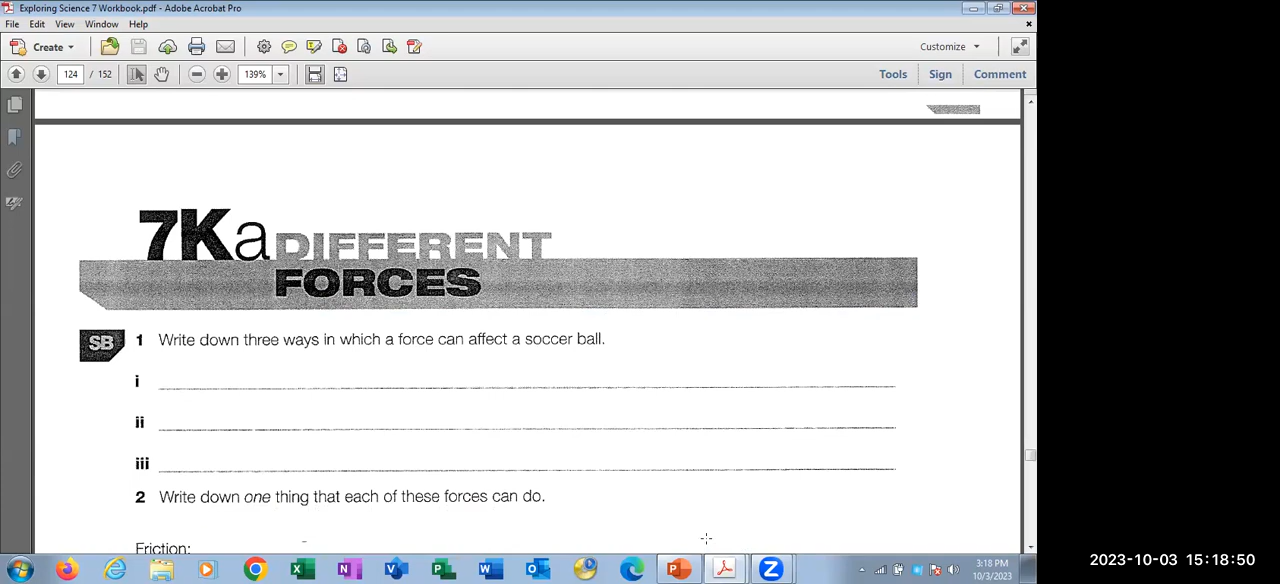 Exploring Science 7 Workbook.pdf - Adobe Acrobat Pro
File Edit View Window Help
Create Customize
124 / 152 139% Tools Sign Comment
7Ka DIFFERENT
FORCES
SB 1 Write down three ways in which a force can affect a soccer ball.
i
ii
iii
2 Write down one thing that each of these forces can do.
Friction:
3:18 PM
10/3/2023
2023-10-03 15:18:50